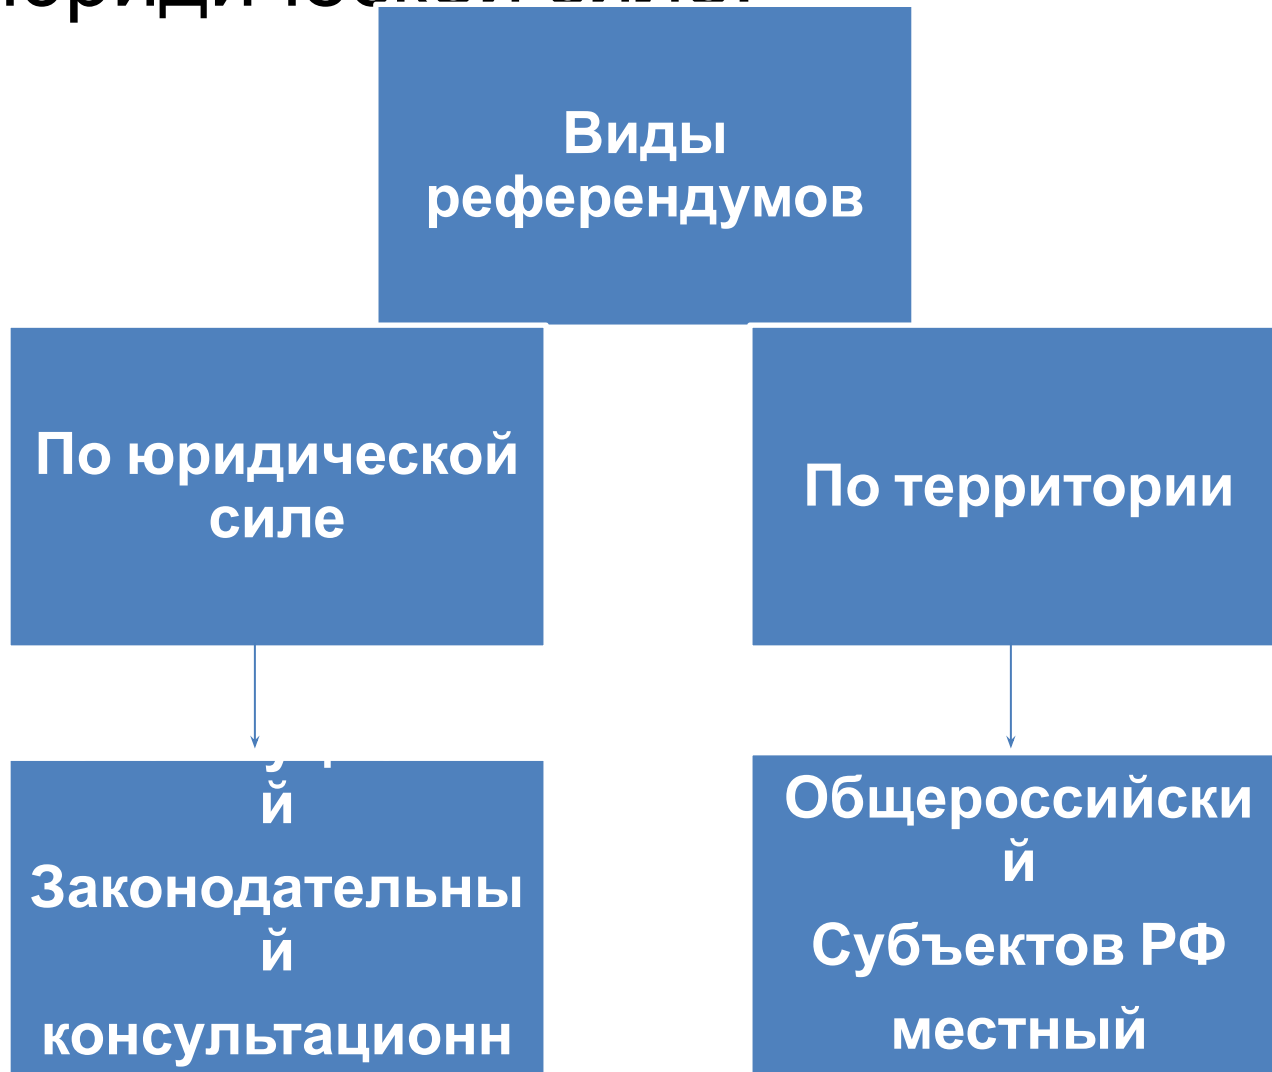 Виды
референдумов
По юридической
силе
По территории
й
Законодательны
й
консультационн
Общероссийски
й
Субъектов РФ
местный